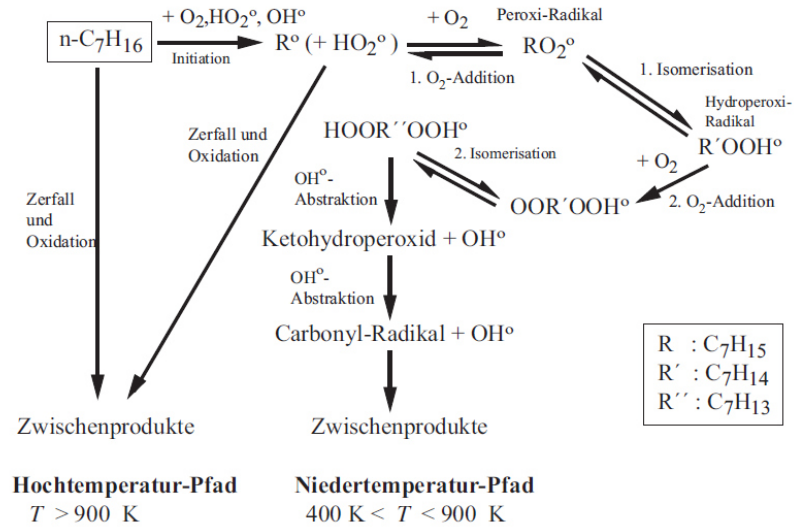 n-C₇H₁₆
+ O₂,HO₂°, OH°
Initiation
R° (+ HO₂°)
+ O₂
1. O₂-Addition
Peroxi-Radikal
RO₂°
1. Isomerisation
Hydroperoxi-
Radikal
R´OOH°
+ O₂
2. O₂-Addition
OOR´OOH°
2. Isomerisation
HOOR´´OOH°
Zerfall und
Oxidation
Zerfall
und
Oxidation
OH°-
Abstraktion
Ketohydroperoxid + OH°
OH°-
Abstraktion
Carbonyl-Radikal + OH°
R : C₇H₁₅
R´ : C₇H₁₄
R´´ : C₇H₁₃
Zwischenprodukte
Zwischenprodukte
Hochtemperatur-Pfad
T > 900 K
Niedertemperatur-Pfad
400 K < T < 900 K